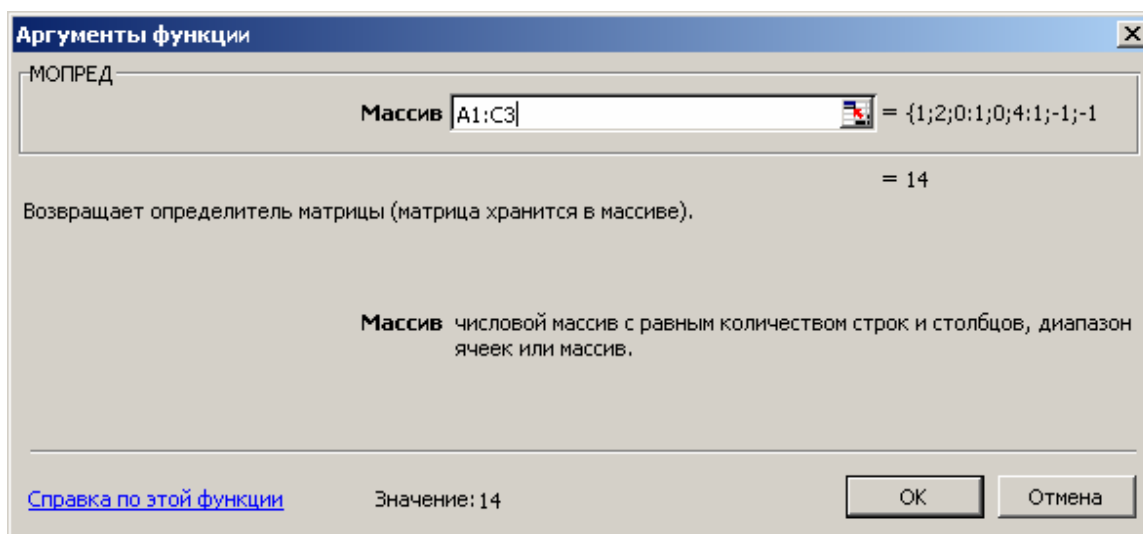 Аргументы функции
МОПРЕД
Массив A1:C3 = {1;2;0:1;0;4:1;-1;-1
= 14
Возвращает определитель матрицы (матрица хранится в массиве).
Массив числовой массив с равным количеством строк и столбцов, диапазон
ячеек или массив.
Справка по этой функции Значение: 14 OK Отмена